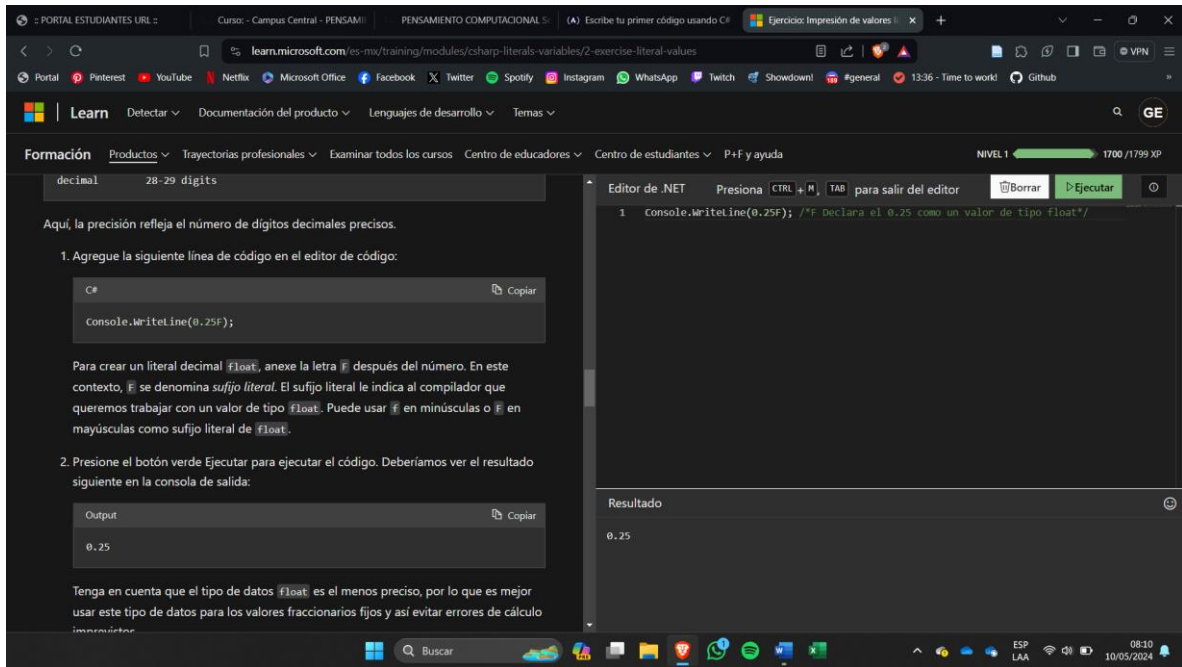 :: PORTAL ESTUDIANTES URL ::
Curso: - Campus Central - PENSAMI
PENSAMIENTO COMPUTACIONAL S
(A) Escribe tu primer código usando C#
Ejercicio: Impresión de valores l
learn.microsoft.com/es-mx/training/modules/csharp-literals-variables/2-exercise-literal-values
VPN
Portal Pinterest YouTube Netflix Microsoft Office Facebook Twitter Spotify Instagram WhatsApp Twitch Showdown! #general 13:36 - Time to work! Github
Learn Detectar Documentación del producto Lenguajes de desarrollo Temas
GE
Formación Productos Trayectorias profesionales Examinar todos los cursos Centro de educadores Centro de estudiantes P+F y ayuda
NIVEL 1 1700 /1799 XP
decimal 28-29 digits
Aquí, la precisión refleja el número de dígitos decimales precisos.
1. Agregue la siguiente línea de código en el editor de código:
C# Copiar
Console.WriteLine(0.25F);
Para crear un literal decimal float, anexe la letra F después del número. En este
contexto, F se denomina sufijo literal. El sufijo literal le indica al compilador que
queremos trabajar con un valor de tipo float. Puede usar f en minúsculas o F en
mayúsculas como sufijo literal de float.
2. Presione el botón verde Ejecutar para ejecutar el código. Deberíamos ver el resultado
siguiente en la consola de salida:
Output Copiar
0.25
Tenga en cuenta que el tipo de datos float es el menos preciso, por lo que es mejor
usar este tipo de datos para los valores fraccionarios fijos y así evitar errores de cálculo
imprevistos.
Editor de .NET Presiona CTRL + M, TAB para salir del editor Borrar Ejecutar
1 Console.WriteLine(0.25F); /*F Declara el 0.25 como un valor de tipo float*/
Resultado
0.25
Buscar
ESP
LAA
08:10
10/05/2024